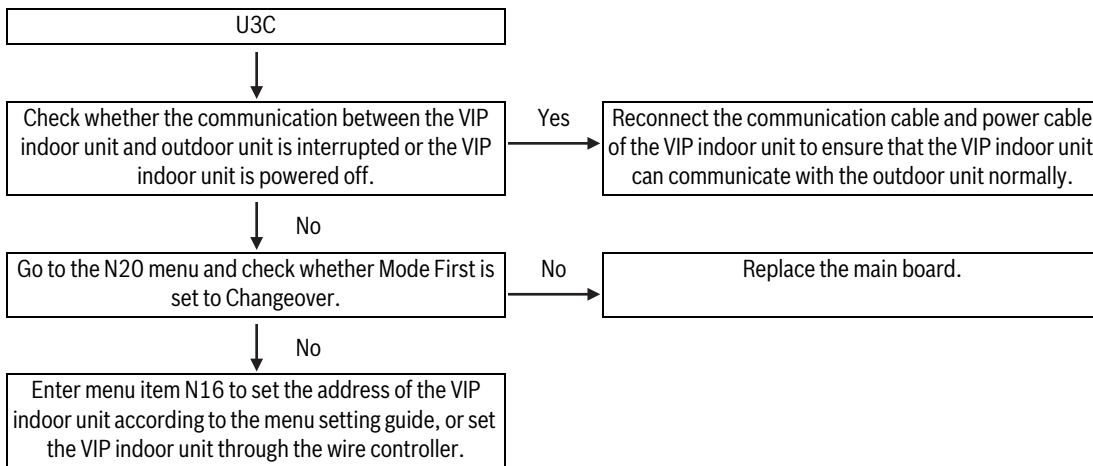 U3C
Check whether the communication between the VIP
indoor unit and outdoor unit is interrupted or the VIP
indoor unit is powered off.
Yes
Reconnect the communication cable and power cable
of the VIP indoor unit to ensure that the VIP indoor unit
can communicate with the outdoor unit normally.
No
Go to the N20 menu and check whether Mode First is
set to Changeover.
No
Replace the main board.
No
Enter menu item N16 to set the address of the VIP
indoor unit according to the menu setting guide, or set
the VIP indoor unit through the wire controller.